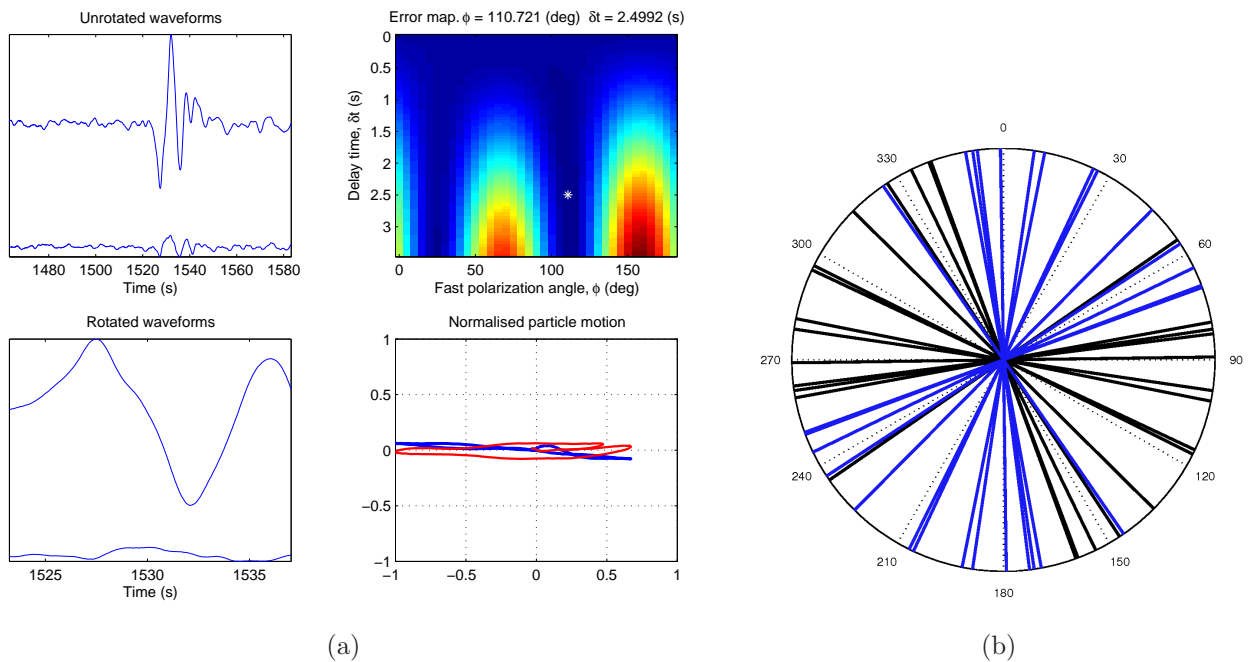 Unrotated waveforms
1480 1500 1520 1540 1560 1580
Time (s)
Error map. ϕ = 110.721 (deg) δt = 2.4992 (s)
Delay time, δt (s)
0
0.5
1
1.5
2
2.5
3
*
0 50 100 150
Fast polarization angle, ϕ (deg)
Rotated waveforms
1525 1530 1535
Time (s)
Normalised particle motion
1
0.5
0
−0.5
−1
−1 −0.5 0 0.5 1
(a)
0
30
60
90
120
150
180
210
240
270
300
330
(b)